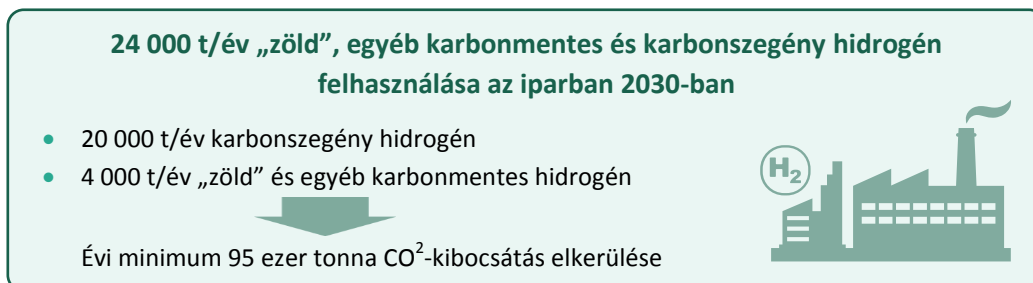 24 000 t/év „zöld”, egyéb karbonmentes és karbonszegény hidrogén
felhasználása az iparban 2030-ban
• 20 000 t/év karbonszegény hidrogén
• 4 000 t/év „zöld” és egyéb karbonmentes hidrogén
H₂
Évi minimum 95 ezer tonna CO²-kibocsátás elkerülése